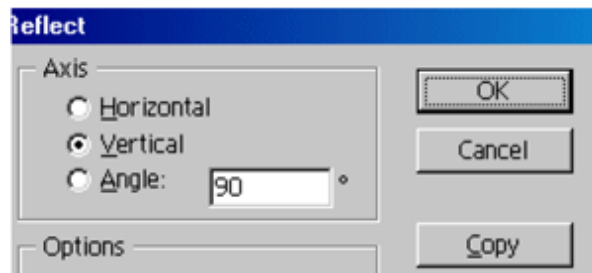 Reflect
Axis
Horizontal
Vertical
Angle: 90 °
OK
Cancel
Options
Copy